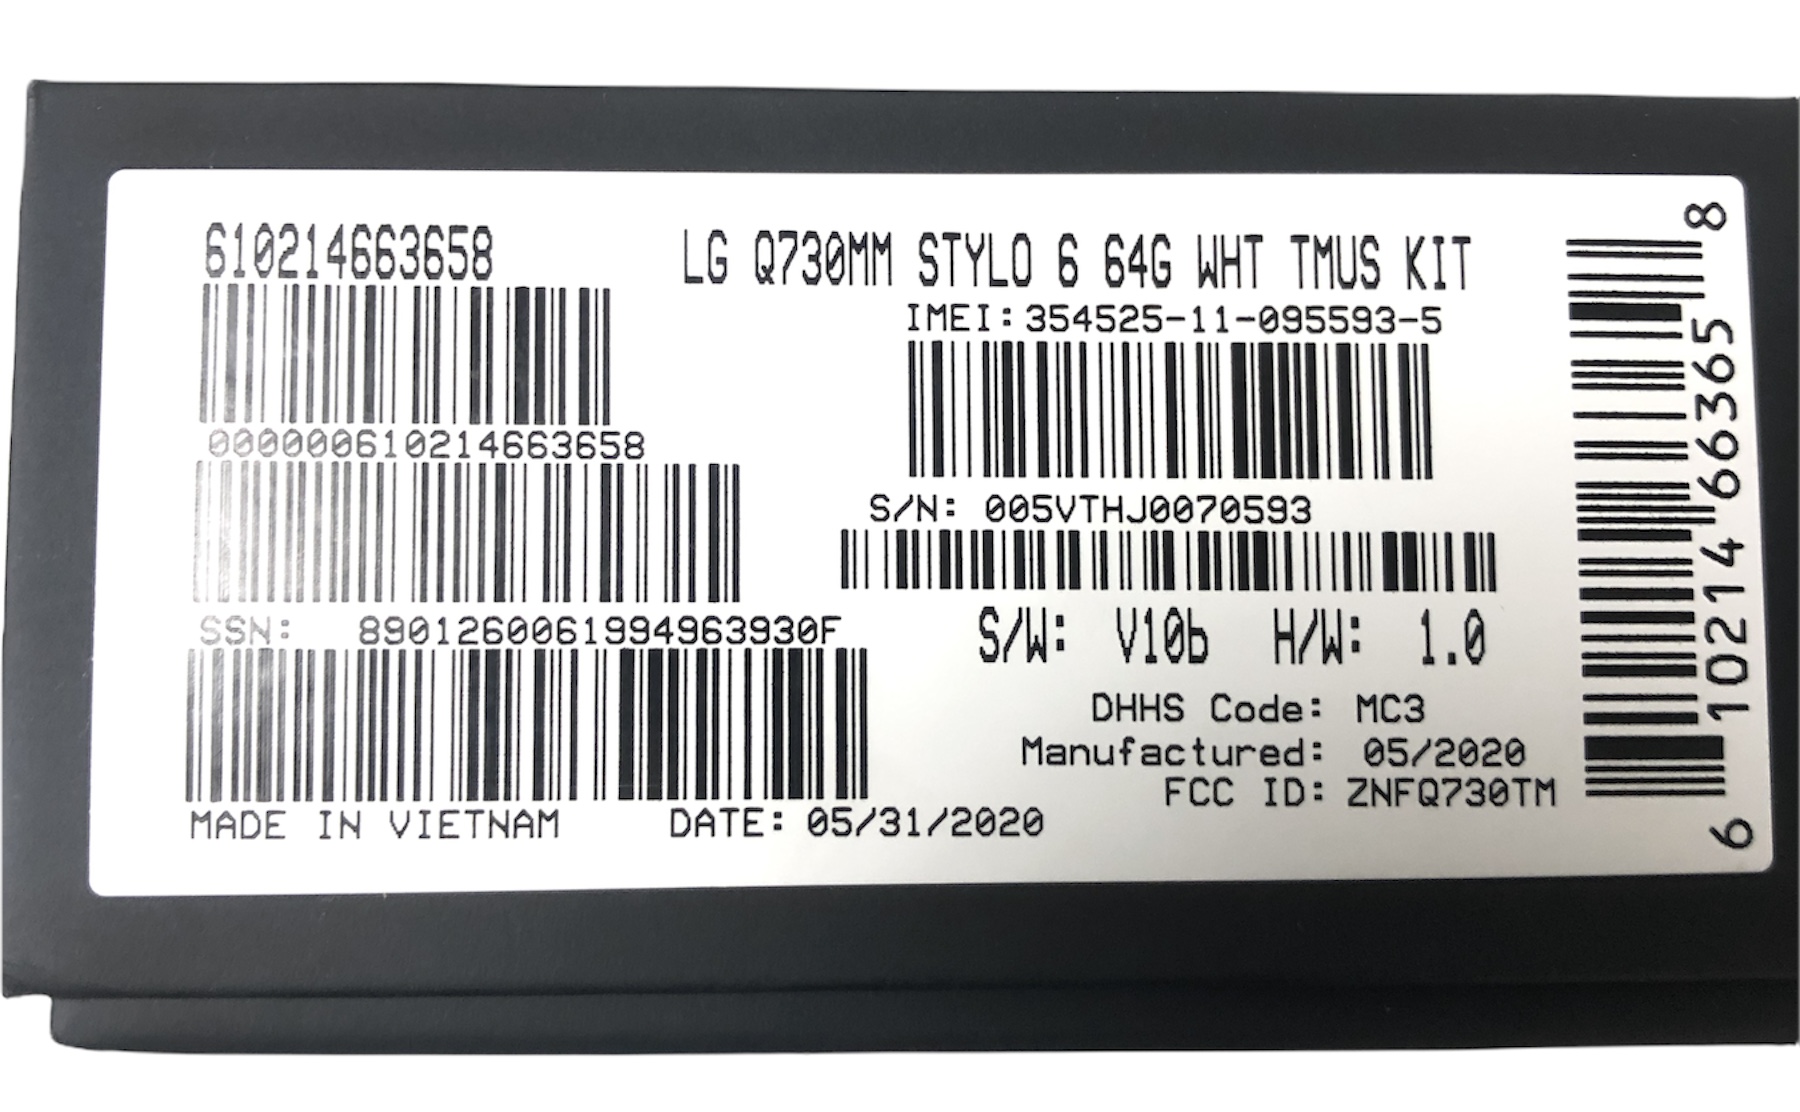 610214663658
000000610214663658
SSN: 8901260061994963930F
MADE IN VIETNAM DATE: 05/31/2020
LG Q730MM STYLO 6 64G WHT TMUS KIT
IMEI:354525-11-095593-5
S/N: 005VTHJ0070593
S/W: V10b H/W: 1.0
DHHS Code: MC3
Manufactured: 05/2020
FCC ID: ZNFQ730TM
6 10214 66365 8